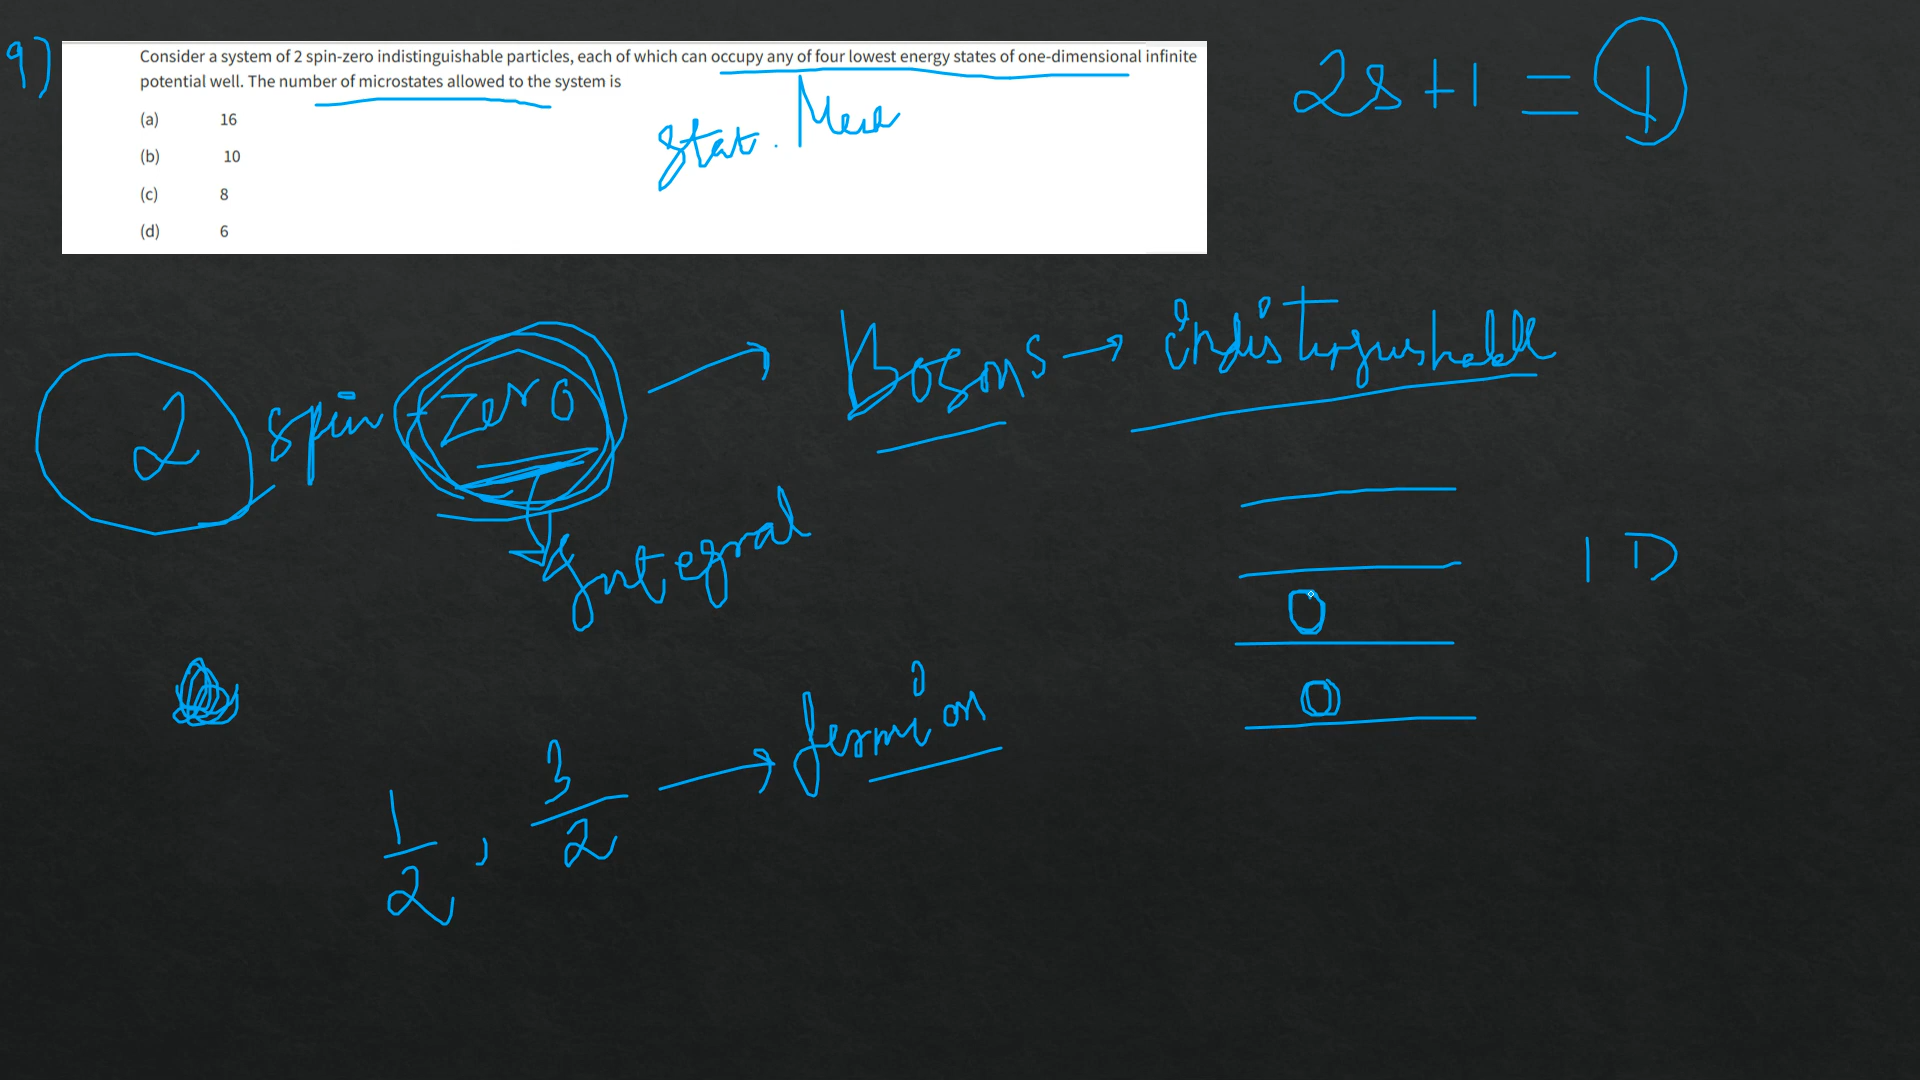 9)
Consider a system of 2 spin-zero indistinguishable particles, each of which can occupy any of four lowest energy states of one-dimensional infinite
potential well. The number of microstates allowed to the system is
(a) 16
(b) 10
(c) 8
(d) 6
Stat. Mech
2s+1 = 1
2 spin-zero → Bosons → indistinguishable
Integral
1D
1/2, 3/2 → fermion